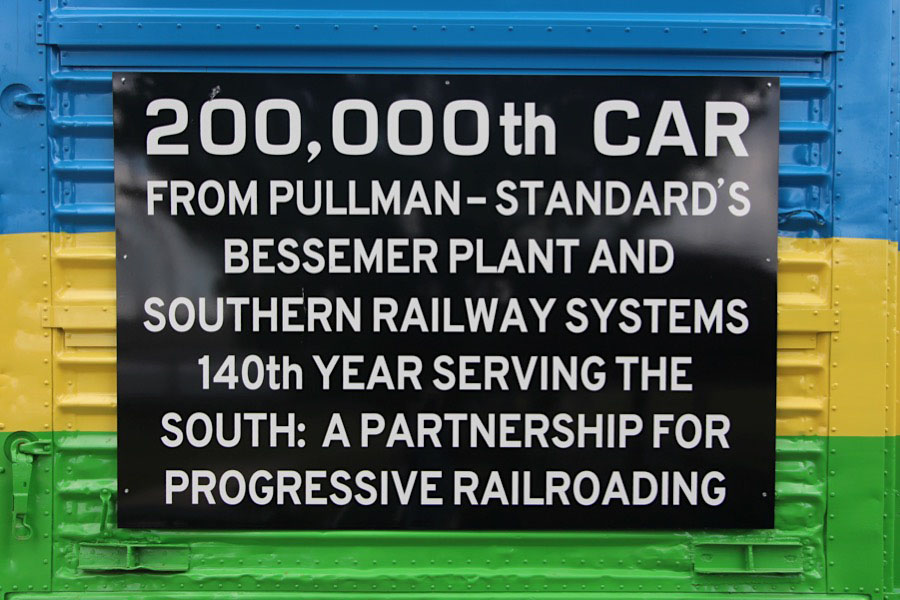 200,000th CAR
FROM PULLMAN – STANDARD'S
BESSEMER PLANT AND
SOUTHERN RAILWAY SYSTEMS
140th YEAR SERVING THE
SOUTH: A PARTNERSHIP FOR
PROGRESSIVE RAILROADING